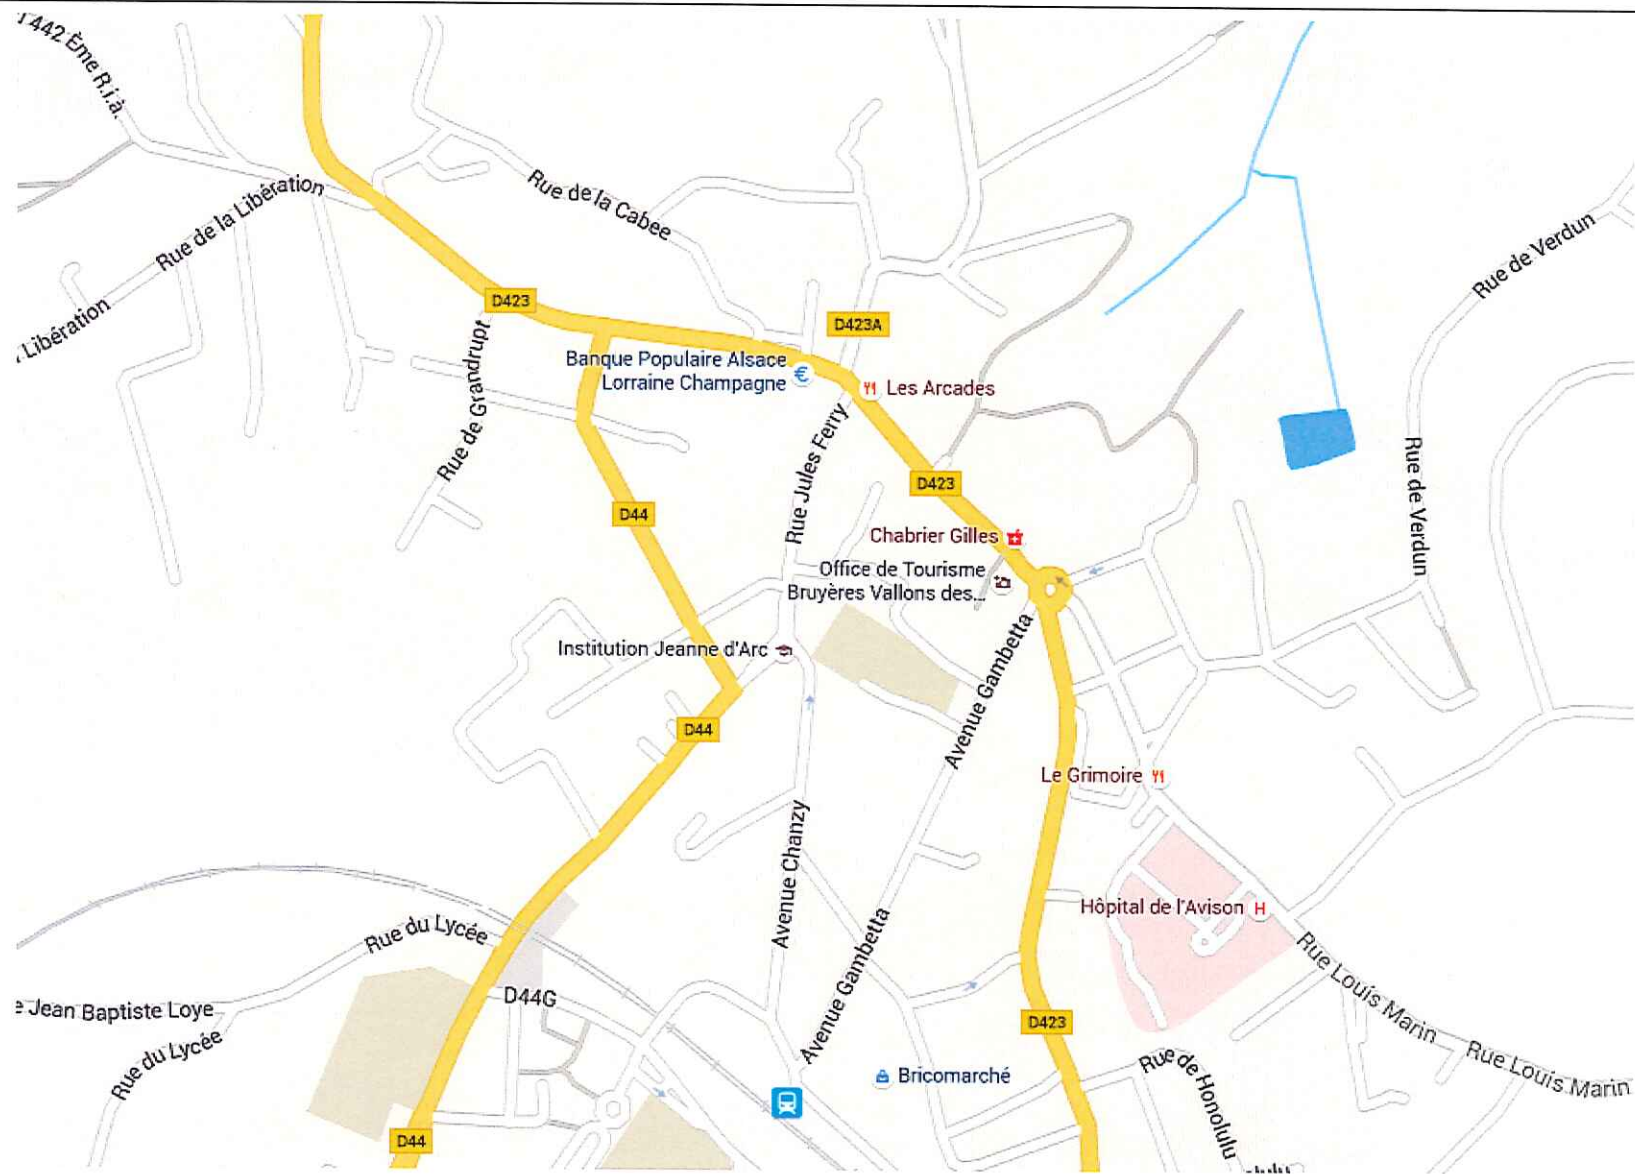 442 Ème R.i.à.
Rue de la Libération
Libération
Rue de la Cabée
Rue de Verdun
D423
D423A
Rue de Grandrupt
Banque Populaire Alsace
Lorraine Champagne
Les Arcades
Rue Jules Ferry
D423
D44
Rue de Verdun
Chabrier Gilles
Office de Tourisme
Bruyères Vallons des...
Institution Jeanne d'Arc
Avenue Gambetta
D44
Le Grimoire
Avenue Chanzy
Hôpital de l'Avison
H
Rue du Lycée
Avenue Gambetta
Rue Louis Marin
D44G
e Jean Baptiste Loye
D423
Rue du Lycée
Bricomarché
Rue de Honolulu
Rue Louis Marin
D44